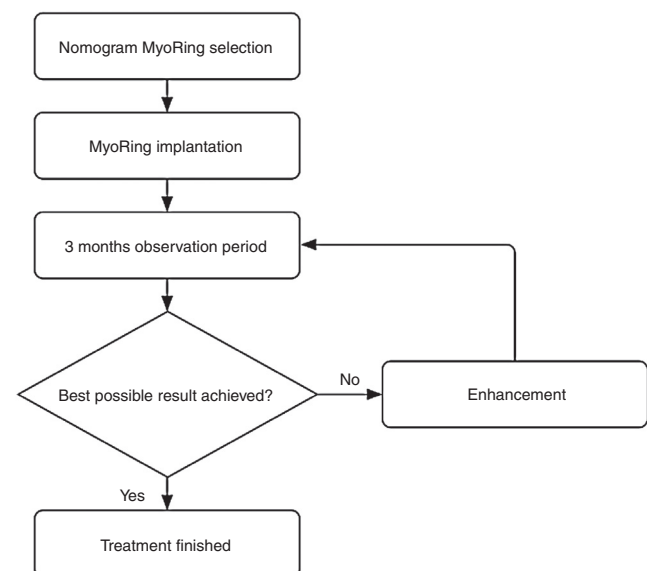 Nomogram MyoRing selection
MyoRing implantation
3 months observation period
Best possible result achieved?
No
Enhancement
Yes
Treatment finished